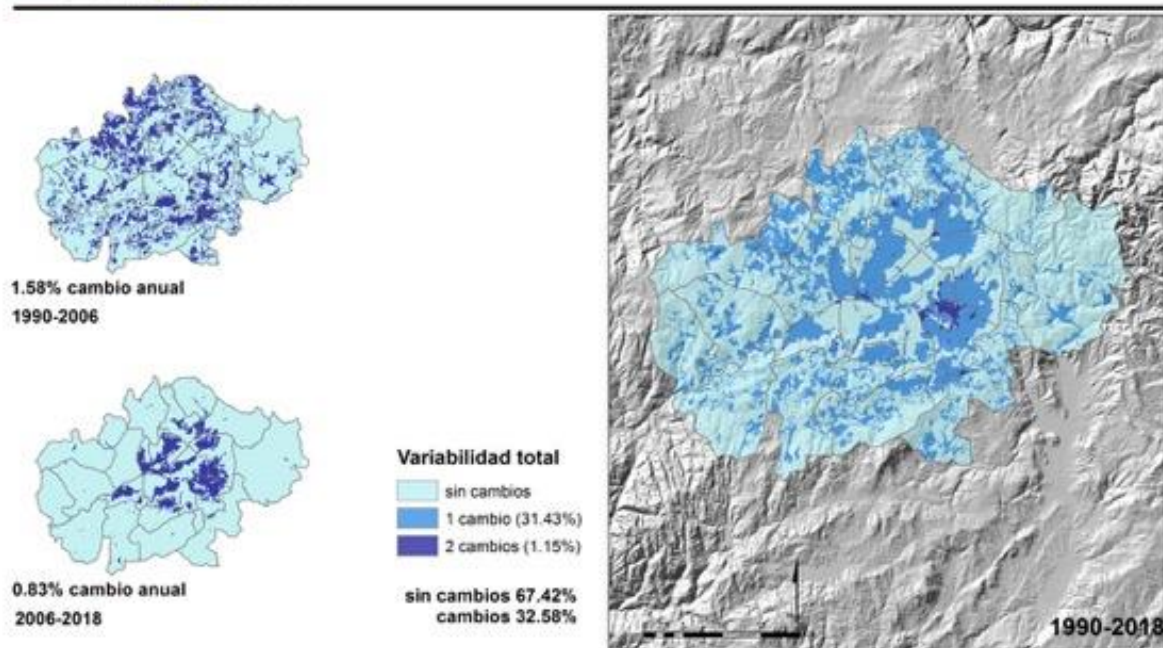 1.58% cambio anual
1990-2006
0.83% cambio anual
2006-2018
Variabilidad total
sin cambios
1 cambio (31.43%)
2 cambios (1.15%)
sin cambios 67.42%
cambios 32.58%
1990-2018